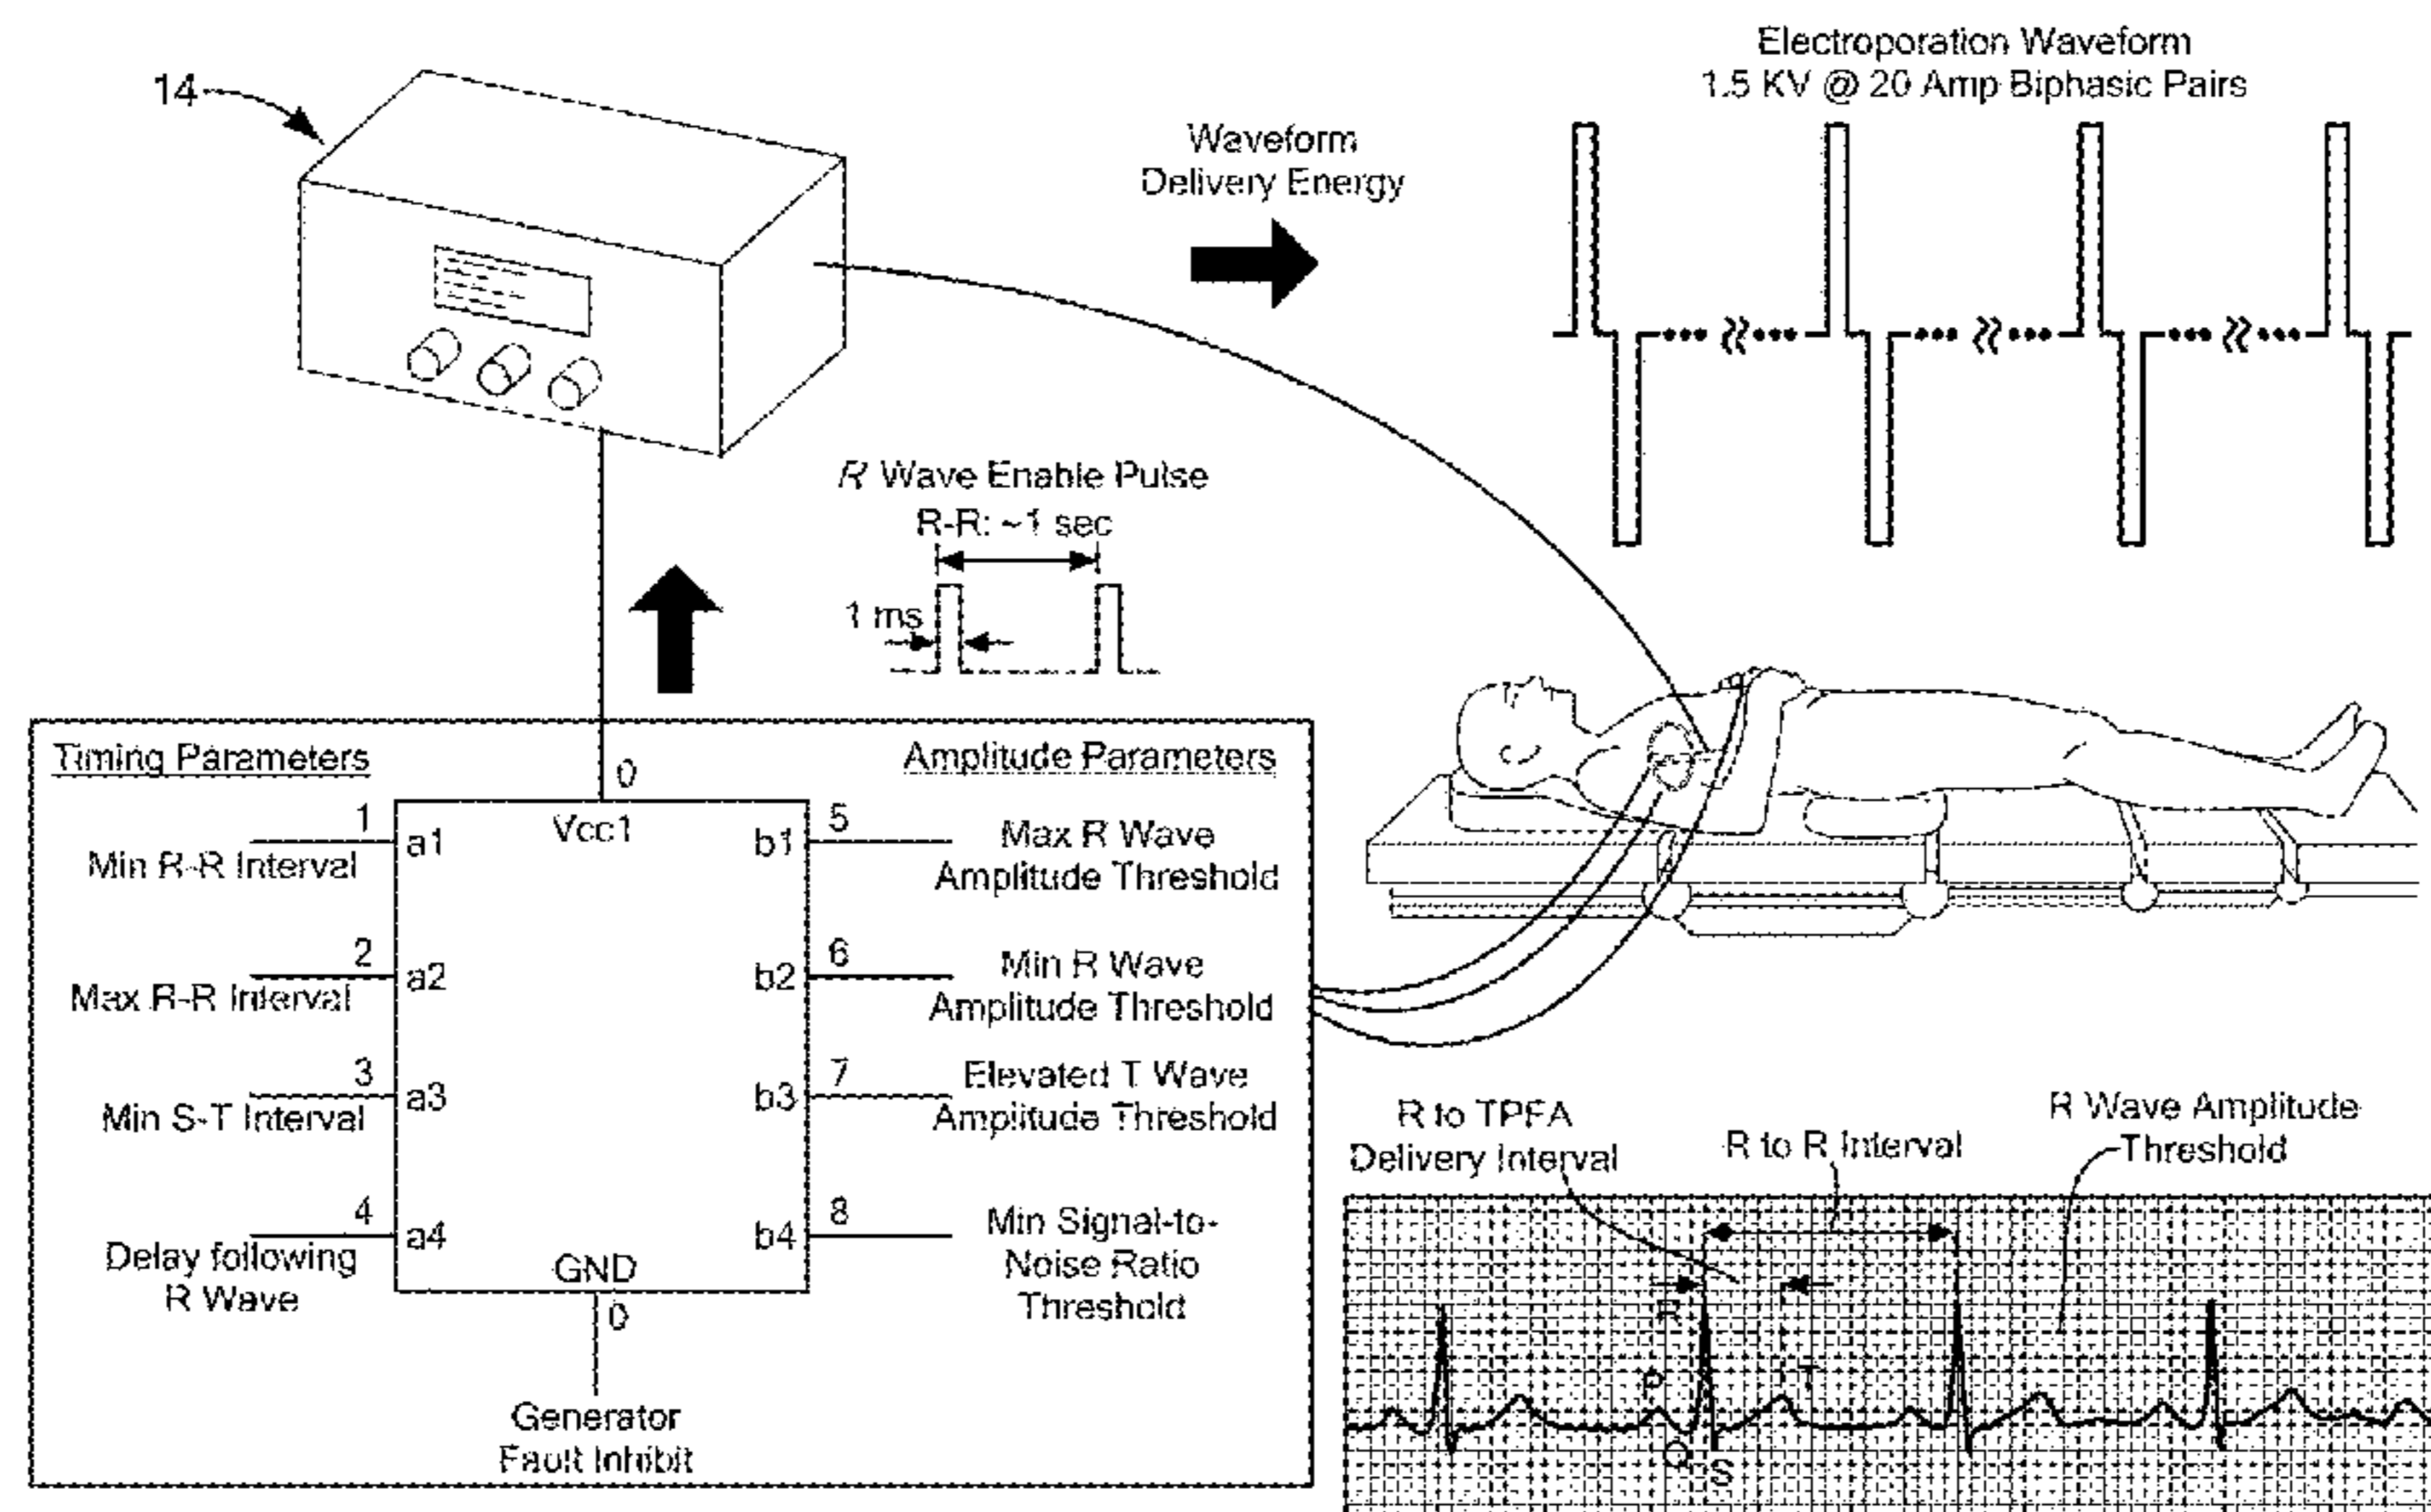 14
Waveform
Delivery Energy
Electroporation Waveform
1.5 KV @ 20 Amp Biphasic Pairs
R Wave Enable Pulse
R-R: ~1 sec
1 ms
Timing Parameters
Amplitude Parameters
0
Vcc1
1
a1
Min R-R Interval
2
a2
Max R-R Interval
3
a3
Min S-T Interval
4
a4
Delay following
R Wave
5
b1
Max R Wave
Amplitude Threshold
6
b2
Min R Wave
Amplitude Threshold
7
b3
Elevated T Wave
Amplitude Threshold
8
b4
Min Signal-to-
Noise Ratio
Threshold
GND
0
Generator
Fault Inhibit
R to TPFA
Delivery Interval
R to R Interval
R Wave Amplitude
Threshold
R
P
T
Q
S